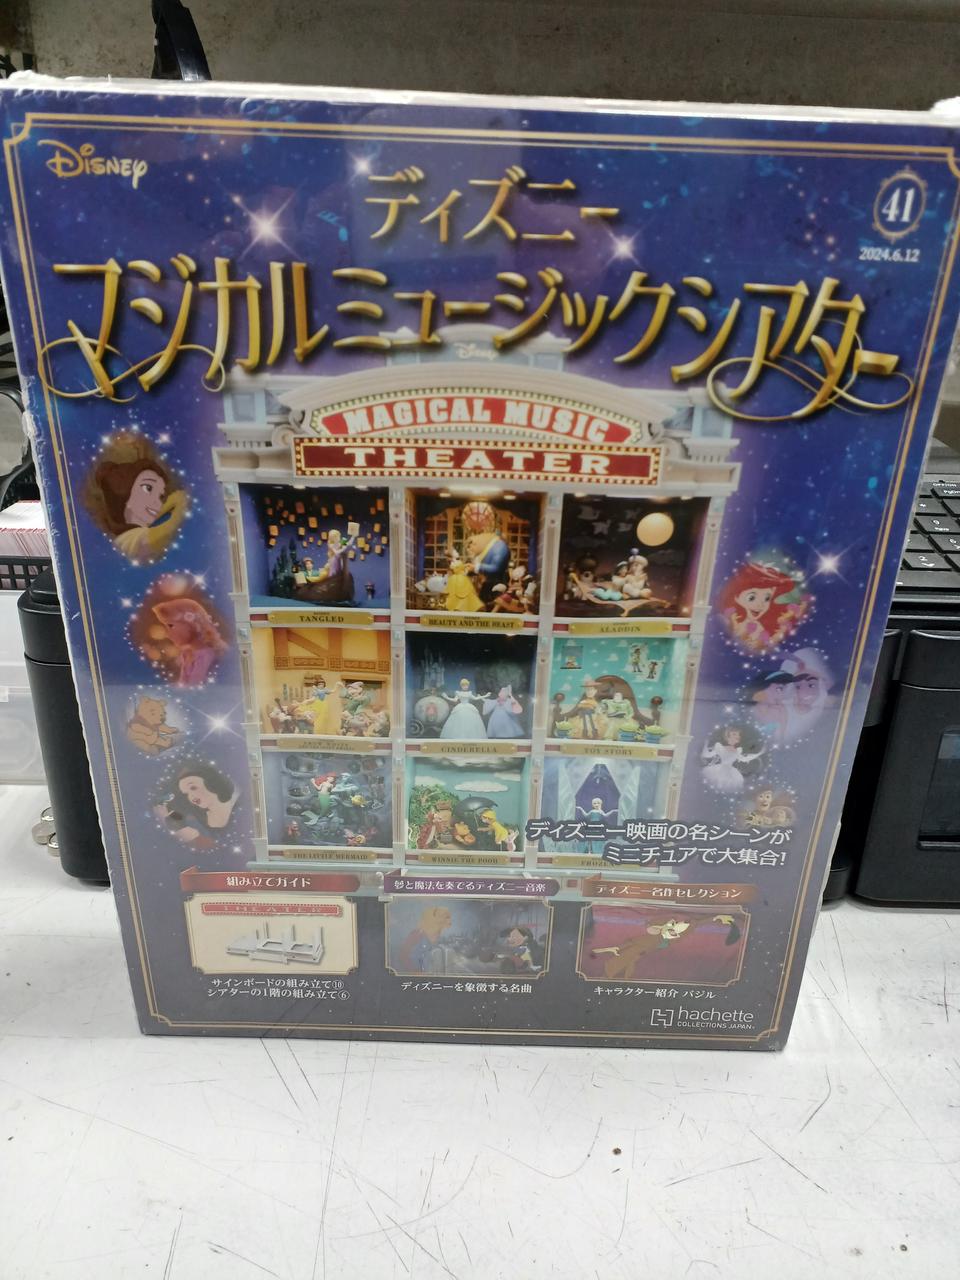 Disney
41
2024.6.12
ディズニー
マジカルミュージックシアター
Disney
MAGICAL MUSIC
THEATER
TANGLED
BEAUTY AND THE BEAST
ALADDIN
SNOW WHITE
CINDERELLA
TOY STORY
THE LITTLE MERMAID
WINNIE THE POOH
FROZEN
ディズニー映画の名シーンが
ミニチュアで大集合!
組み立てガイド
夢と魔法を奏でるディズニー音楽
ディズニー名作セレクション
THEATER
サインボードの組み立て⑩
シアターの1階の組み立て⑥
ディズニーを象徴する名曲
キャラクター紹介 バジル
hachette
COLLECTIONS JAPAN